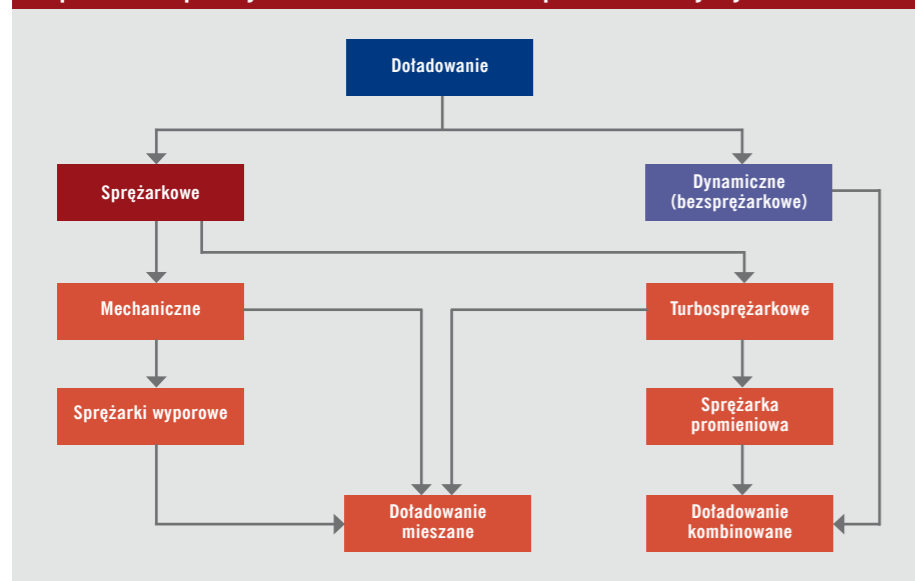 Doładowanie
Sprężarkowe
Dynamiczne
(bezsprężarkowe)
Mechaniczne
Turbosprężarkowe
Sprężarki wyporowe
Sprężarka
promieniowa
Doładowanie
mieszane
Doładowanie
kombinowane